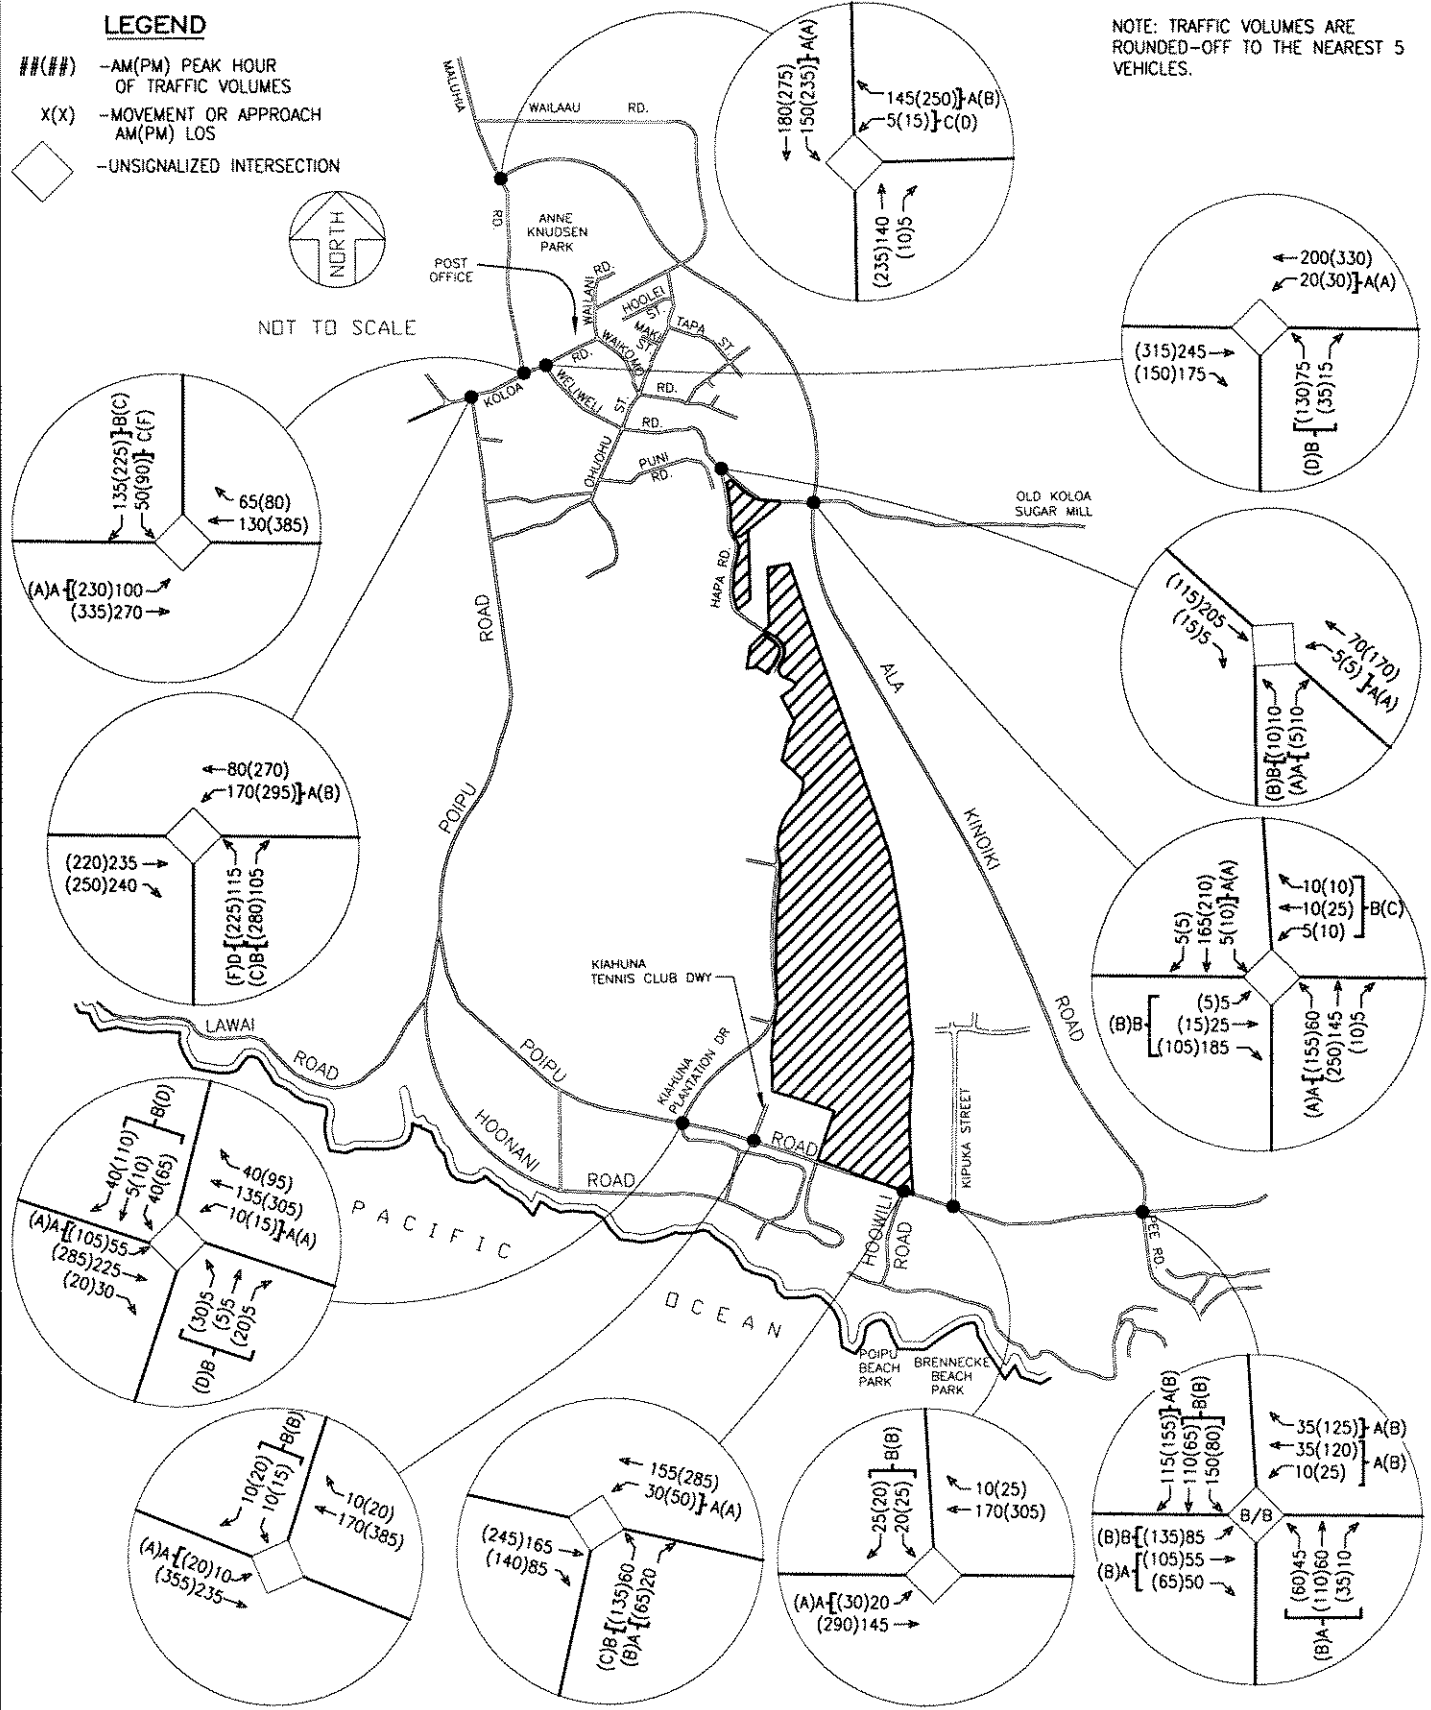 LEGEND
##(##) -AM(PM) PEAK HOUR
OF TRAFFIC VOLUMES
X(X) -MOVEMENT OR APPROACH
AM(PM) LOS
-UNSIGNALIZED INTERSECTION
NORTH
NOT TO SCALE
NOTE: TRAFFIC VOLUMES ARE
ROUNDED-OFF TO THE NEAREST 5
VEHICLES.
MALUHIA
RD.
WAILAAU RD.
ANNE
KNUDSEN
PARK
POST
OFFICE
WAILANI
RD.
HOOLEI
ST.
MAKI
ST.
TAPA
ST.
WAIKOMO
RD.
KOLOA
RD.
WELIWELI
RD.
ST.
PUNI
RD.
HAPA RD.
OLD KOLOA
SUGAR MILL
POIPU
ROAD
ALA
KINOIKI
ROAD
KIAHUNA
TENNIS CLUB DWY
KIAHUNA
PLANTATION DR
LAWAI
ROAD
POIPU
ROAD
HOONANI
ROAD
KIPUKA STREET
HOOWILI
ROAD
PEE RD.
PACIFIC
OCEAN
POIPU
BEACH
PARK
BRENNECKE
BEACH
PARK
180(275)
150(235)]A(A)
145(250)]A(B)
5(15)]C(D)
(235)140
(10)5
200(330)
20(30)]A(A)
(315)245
(150)175
(D)B[(130)75
(35)15
135(225)]B(C)
50(90)]C(F)
65(80)
130(385)
(A)A[(230)100
(335)270
(115)205
(15)5
70(170)
5(5)]A(A)
(B)B[(10)10
(A)A[(5)10
80(270)
170(295)]A(B)
(220)235
(250)240
(F)D[(225)115
(C)B[(280)105
5(5)
165(210)
5(10)]A(A)
10(10)
10(25)]B(C)
5(10)
(5)5
(B)B[(15)25
(105)185
(A)A[(155)60
(250)145
(10)5
40(110)]B(D)
5(10)
40(65)
40(95)
135(305)
10(15)]A(A)
(A)A[(105)55
(285)225
(20)30
(D)B[(30)5
(5)5
(20)5
10(20)]B(B)
10(15)
10(20)
170(385)
(A)A[(20)10
(355)235
155(285)
30(50)]A(A)
(245)165
(140)85
(C)B[(135)60
(B)A[(65)20
25(20)]B(B)
20(25)
10(25)
170(305)
(A)A[(30)20
(290)145
115(155)]A(B)
110(65)]B(B)
150(80)
35(125)]A(B)
35(120)]A(B)
10(25)
B/B
(B)B[(135)85
(B)A[(105)55
(65)50
(B)A[(60)45
(110)60
(35)10